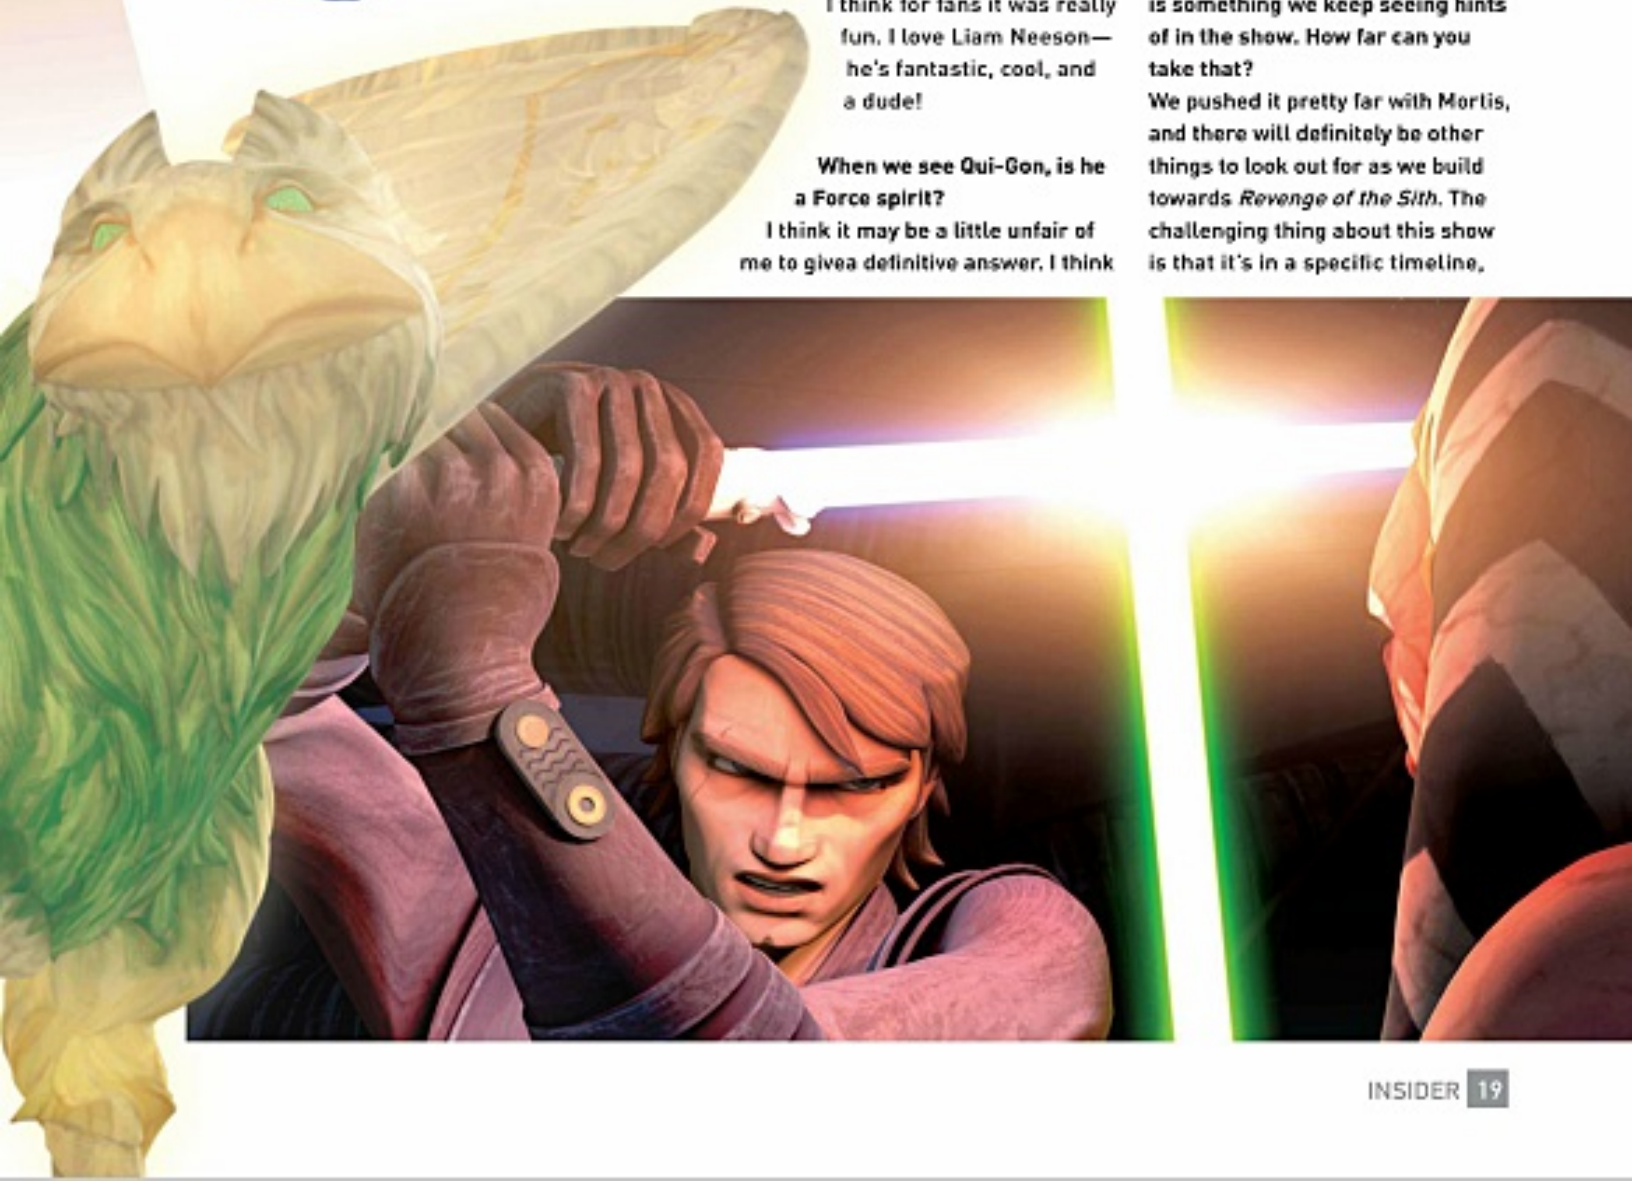 I think for fans it was really
fun. I love Liam Neeson—
he's fantastic, cool, and
a dude!
When we see Qui-Gon, is he
a Force spirit?
I think it may be a little unfair of
me to givea definitive answer. I think
is something we keep seeing hints
of in the show. How far can you
take that?
We pushed it pretty far with Mortis,
and there will definitely be other
things to look out for as we build
towards Revenge of the Sith. The
challenging thing about this show
is that it's in a specific timeline,
INSIDER 19